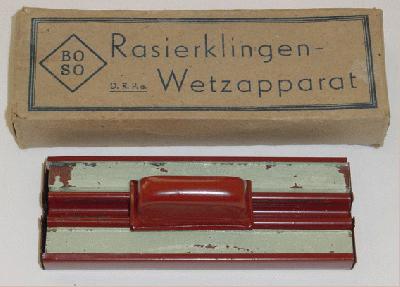 BO
SO
Rasierklingen-
D. R. P. a.
Wetzapparat